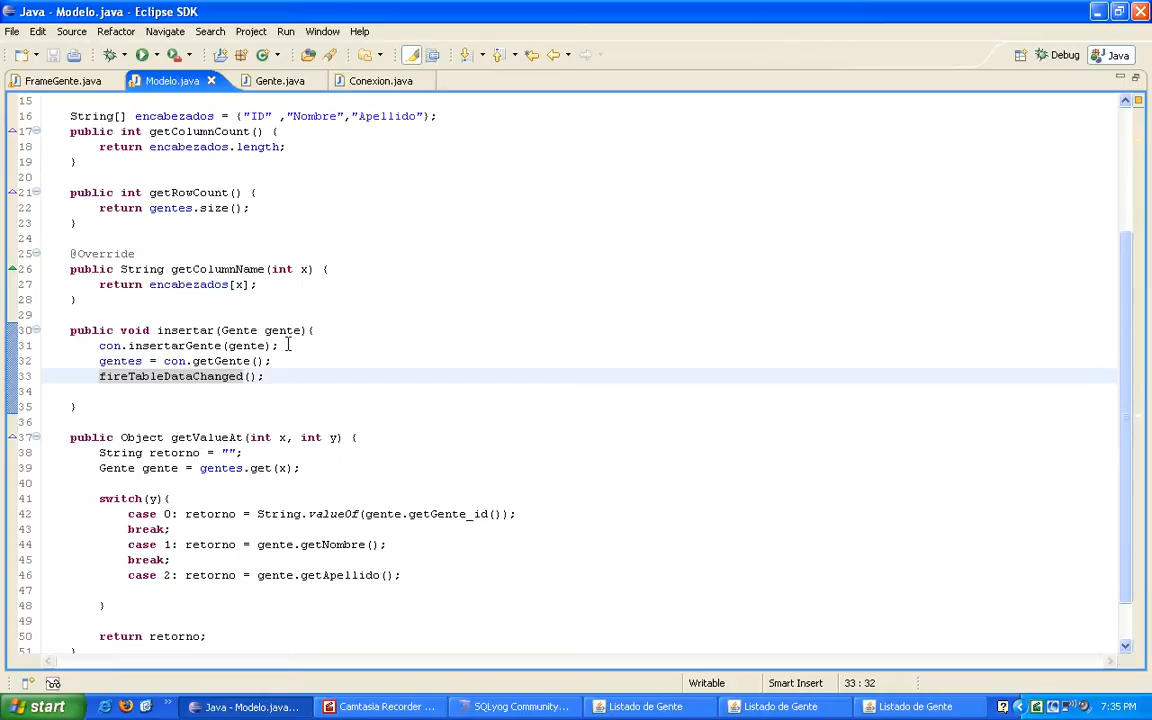 Java - Modelo.java - Eclipse SDK
File Edit Source Refactor Navigate Search Project Run Window Help
Debug Java
FrameGente.java Modelo.java Gente.java Conexion.java
15
16 String[] encabezados = {"ID" ,"Nombre","Apellido"};
17 public int getColumnCount() {
18 return encabezados.length;
19 }
20
21 public int getRowCount() {
22 return gentes.size();
23 }
24
25 @Override
26 public String getColumnName(int x) {
27 return encabezados[x];
28 }
29
30 public void insertar(Gente gente){
31 con.insertarGente(gente);
32 gentes = con.getGente();
33 fireTableDataChanged();
34
35 }
36
37 public Object getValueAt(int x, int y) {
38 String retorno = "";
39 Gente gente = gentes.get(x);
40
41 switch(y){
42 case 0: retorno = String.valueOf(gente.getGente_id());
43 break;
44 case 1: retorno = gente.getNombre();
45 break;
46 case 2: retorno = gente.getApellido();
47
48 }
49
50 return retorno;
51 }
Writable Smart Insert 33 : 32
start Java - Modelo.java... Camtasia Recorder ... SQLyog Community... Listado de Gente Listado de Gente Listado de Gente 7:35 PM